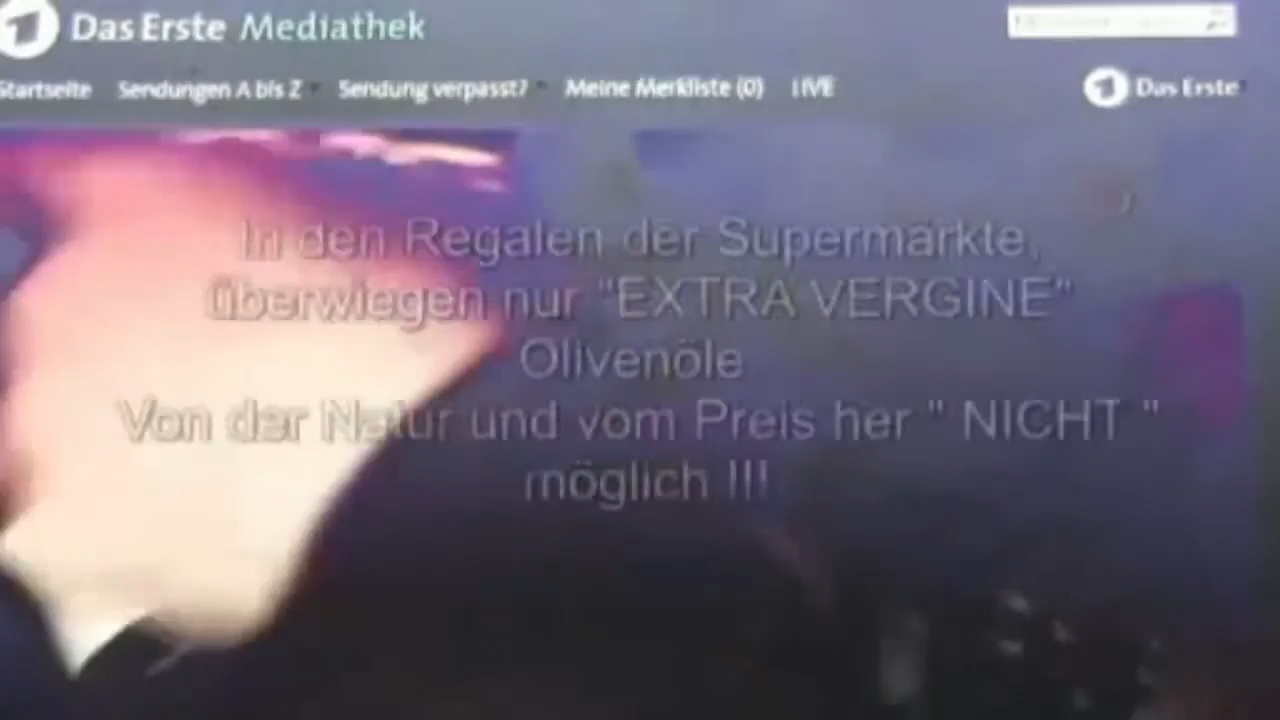 Das Erste Mediathek
Startseite Sendungen A bis Z Sendung verpasst? Meine Merkliste (0) LIVE
Das Erste
In den Regalen der Supermärkte,
überwiegen nur "EXTRA VERGINE"
Olivenöle
Von der Natur und vom Preis her " NICHT "
möglich !!!